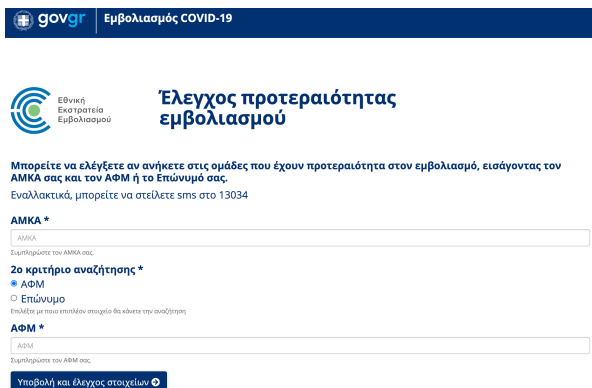 govgr Εμβολιασμός COVID-19
Εθνική
Εκστρατεία
Εμβολιασμού
Έλεγχος προτεραιότητας
εμβολιασμού
Μπορείτε να ελέγξετε αν ανήκετε στις ομάδες που έχουν προτεραιότητα στον εμβολιασμό, εισάγοντας τον
ΑΜΚΑ σας και τον ΑΦΜ ή το Επώνυμό σας.
Εναλλακτικά, μπορείτε να στείλετε sms στο 13034
ΑΜΚΑ *
ΑΜΚΑ
Συμπληρώστε τον ΑΜΚΑ σας.
2ο κριτήριο αναζήτησης *
ΑΦΜ
Επώνυμο
Επιλέξτε με ποιο επιπλέον στοιχείο θα κάνετε την αναζήτηση
ΑΦΜ *
ΑΦΜ
Συμπληρώστε τον ΑΦΜ σας.
Υποβολή και έλεγχος στοιχείων